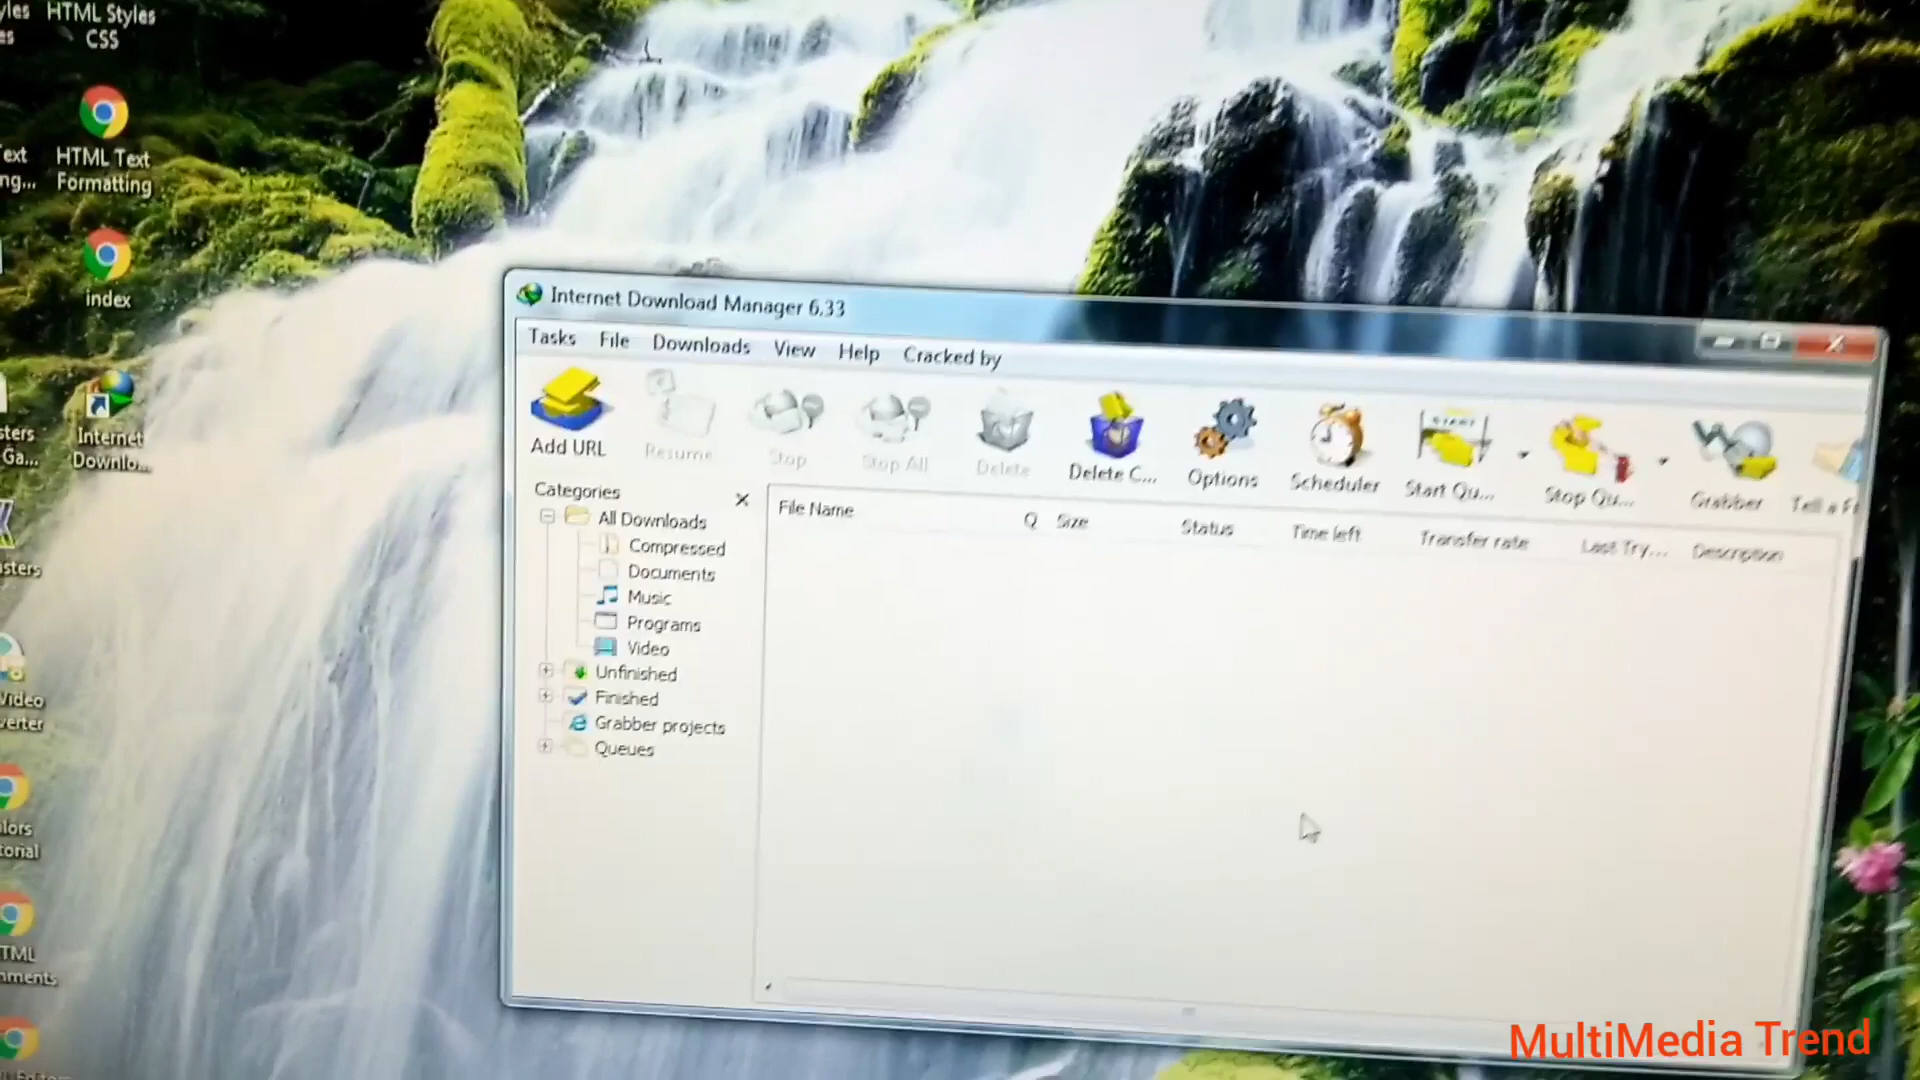 HTML Styles
CSS
HTML Text
Formatting
index
Internet
Downlo...
Video
Internet Download Manager 6.33
Tasks File Downloads View Help Cracked by
Add URL Resume Stop Stop All Delete Delete C... Options Scheduler Start Qu... Stop Qu... Grabber Tell a Fr
Categories
All Downloads
Compressed
Documents
Music
Programs
Video
Unfinished
Finished
Grabber projects
Queues
File Name Q Size Status Time left Transfer rate Last Try... Description
MultiMedia Trend